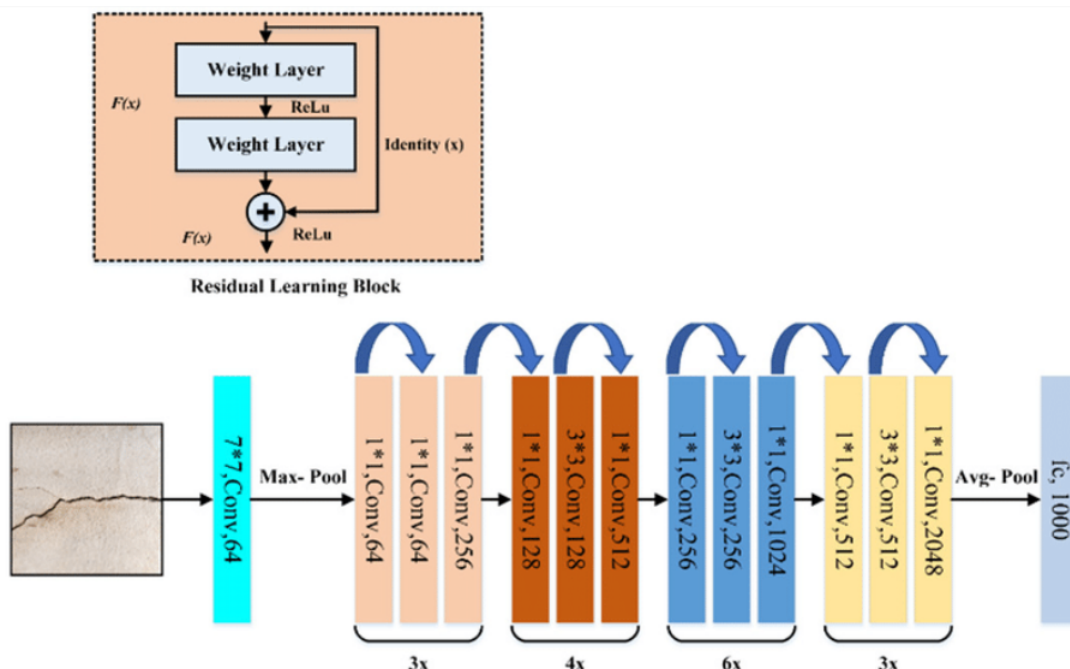 Weight Layer
F(x)
ReLu
Weight Layer
Identity (x)
+
F(x)
ReLu
Residual Learning Block
7*7,Conv,64
Max- Pool
1*1,Conv,64
1*1,Conv,64
1*1,Conv,256
1*1,Conv,128
3*3,Conv,128
1*1,Conv,512
1*1,Conv,256
3*3,Conv,256
1*1,Conv,1024
1*1,Conv,512
3*3,Conv,512
1*1,Conv,2048
Avg- Pool
fc, 1000
3x
4x
6x
3x